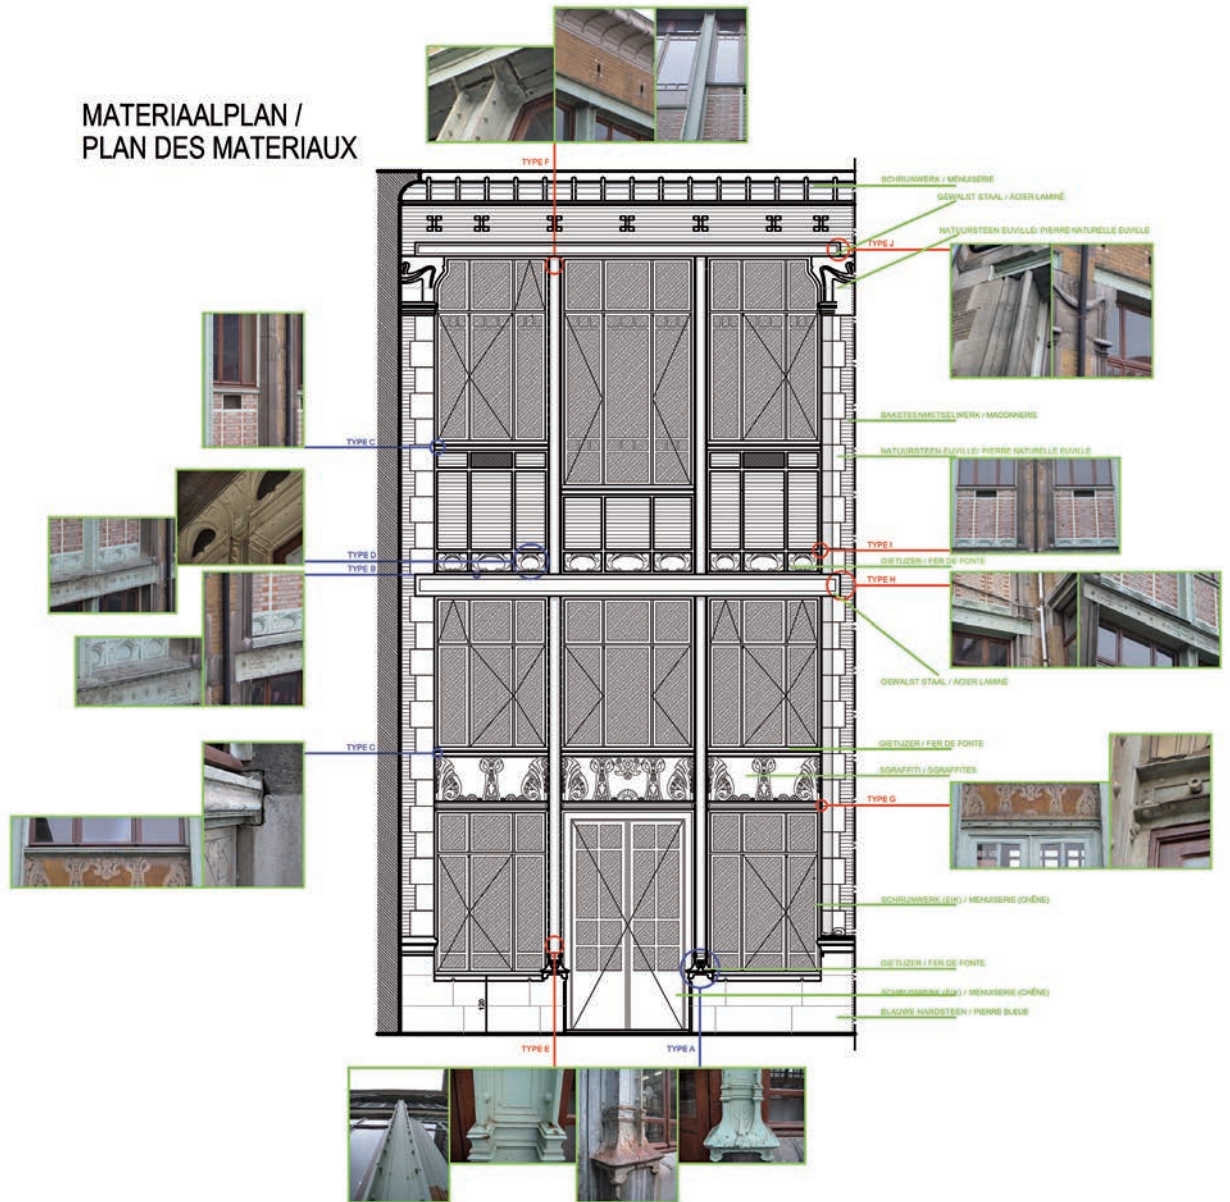 MATERIAALPLAN /
PLAN DES MATERIAUX
TYPE F
SCHRIJNWERK / MENUISERIE
GEWALST STAAL / ACIER LAMINÉ
NATUURSTEEN EUVILLE/ PIERRE NATURELLE EUVILLE
TYPE J
BAKSTEENMETSELWERK / MACONNERIE
TYPE C
NATUURSTEEN EUVILLE/ PIERRE NATURELLE EUVILLE
TYPE I
TYPE D
GIETIJZER / FER DE FONTE
TYPE B
TYPE H
GEWALST STAAL / ACIER LAMINÉ
TYPE C
GIETIJZER / FER DE FONTE
SGRAFFITI / SGRAFFITES
TYPE G
SCHRIJNWERK (EIK) / MENUISERIE (CHÊNE)
GIETIJZER / FER DE FONTE
SCHRIJNWERK (EIK) / MENUISERIE (CHÊNE)
120
BLAUWE HARDSTEEN / PIERRE BLEUE
TYPE E
TYPE A